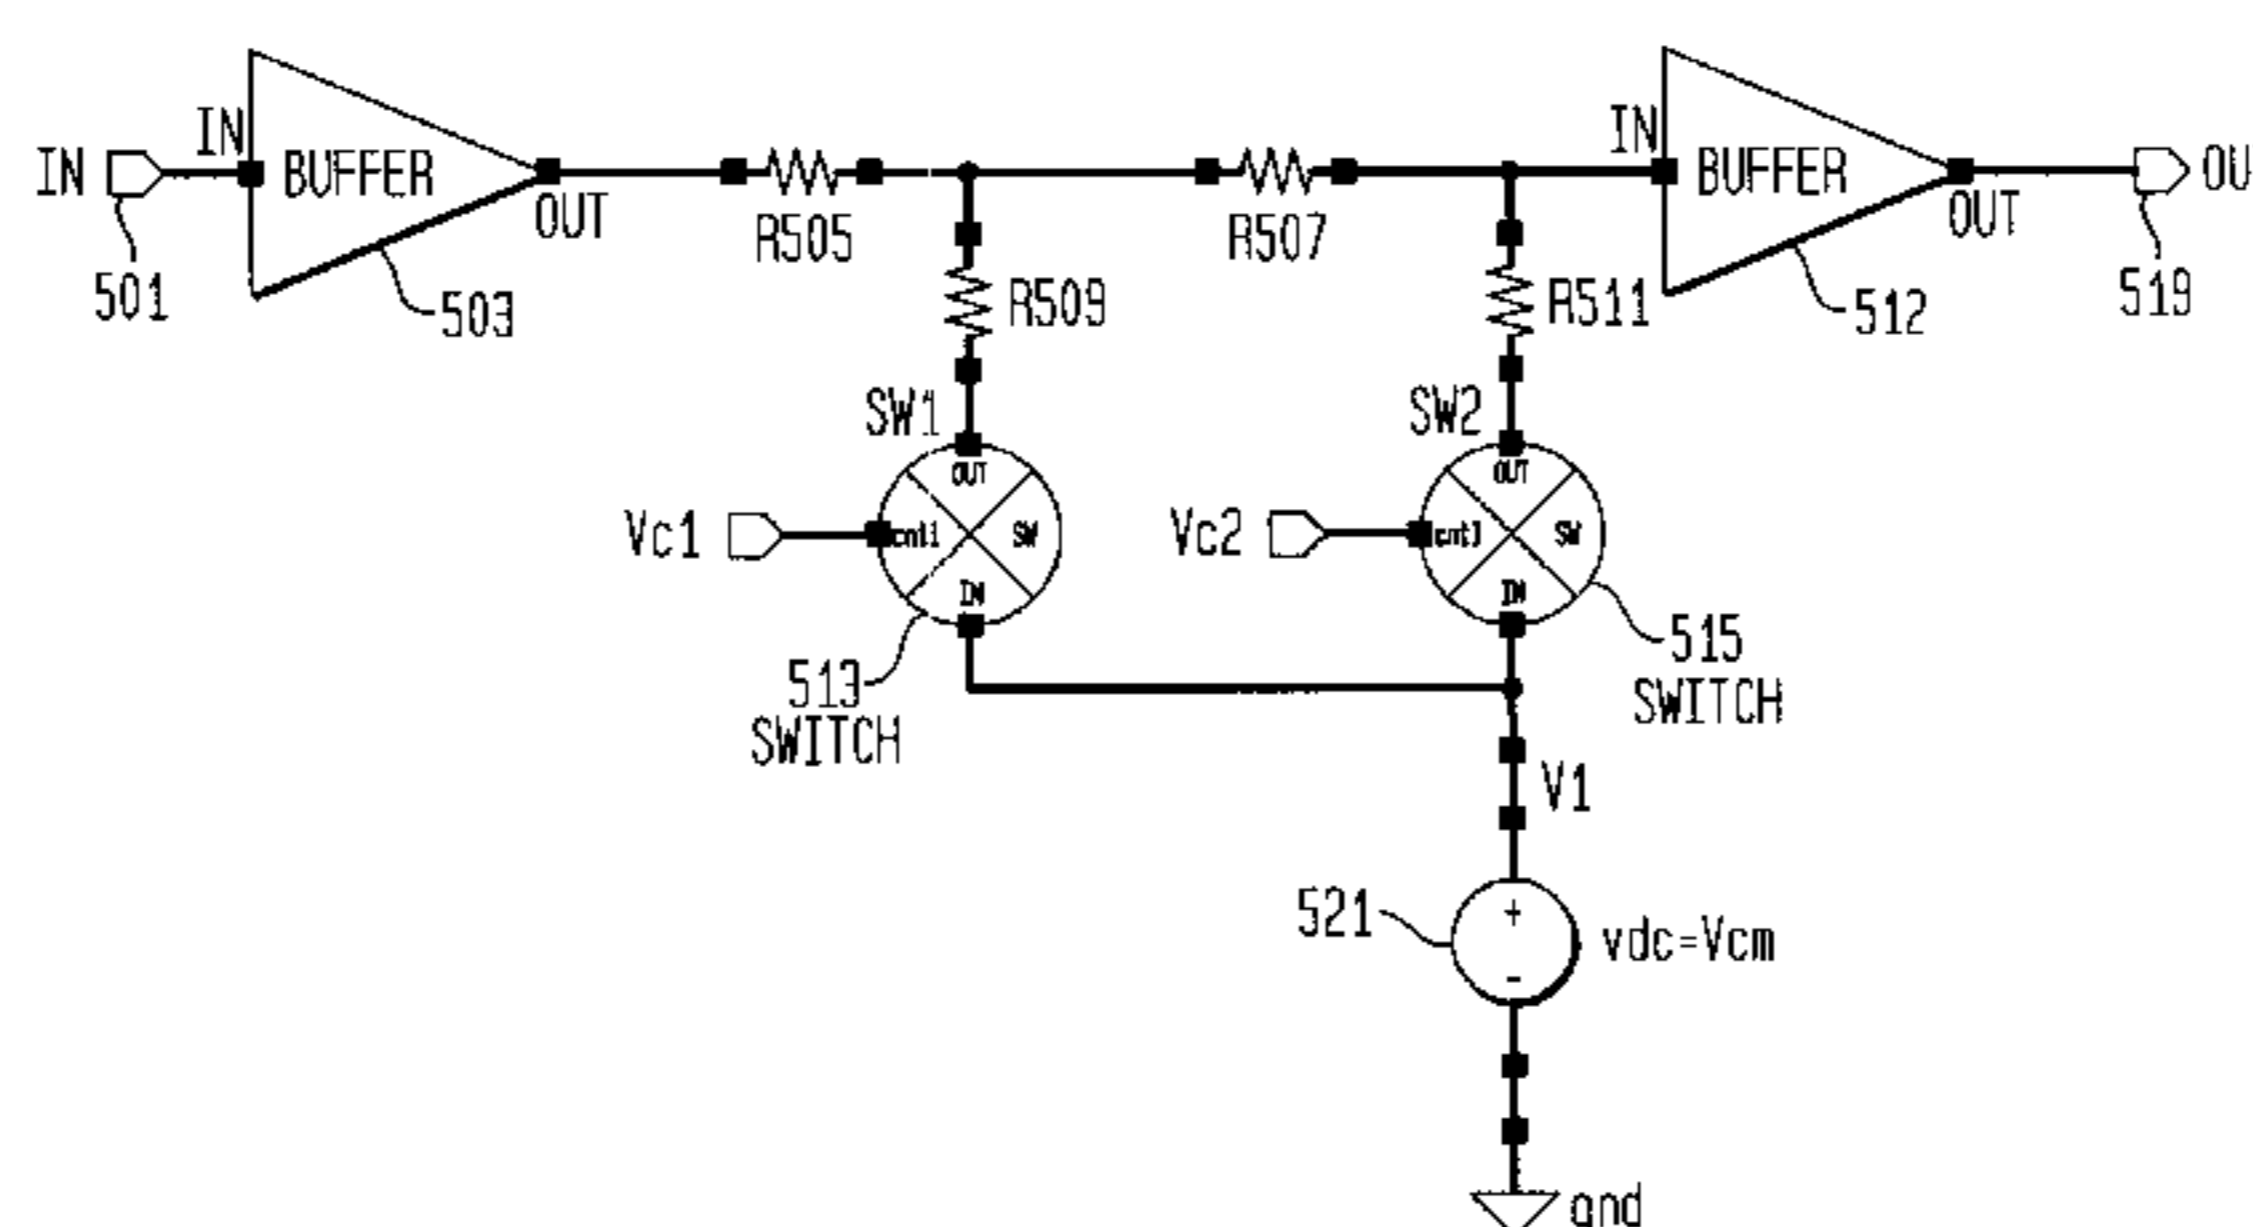 IN
IN
BUFFER
OUT
501
503
R505
R507
R509
R511
IN
BUFFER
OUT
OU
512
519
SW1
SW2
OUT
cntl
SW
IN
OUT
cntl
SW
IN
Vc1
Vc2
513
SWITCH
515
SWITCH
V1
521
+
-
vdc=Vcm
gnd